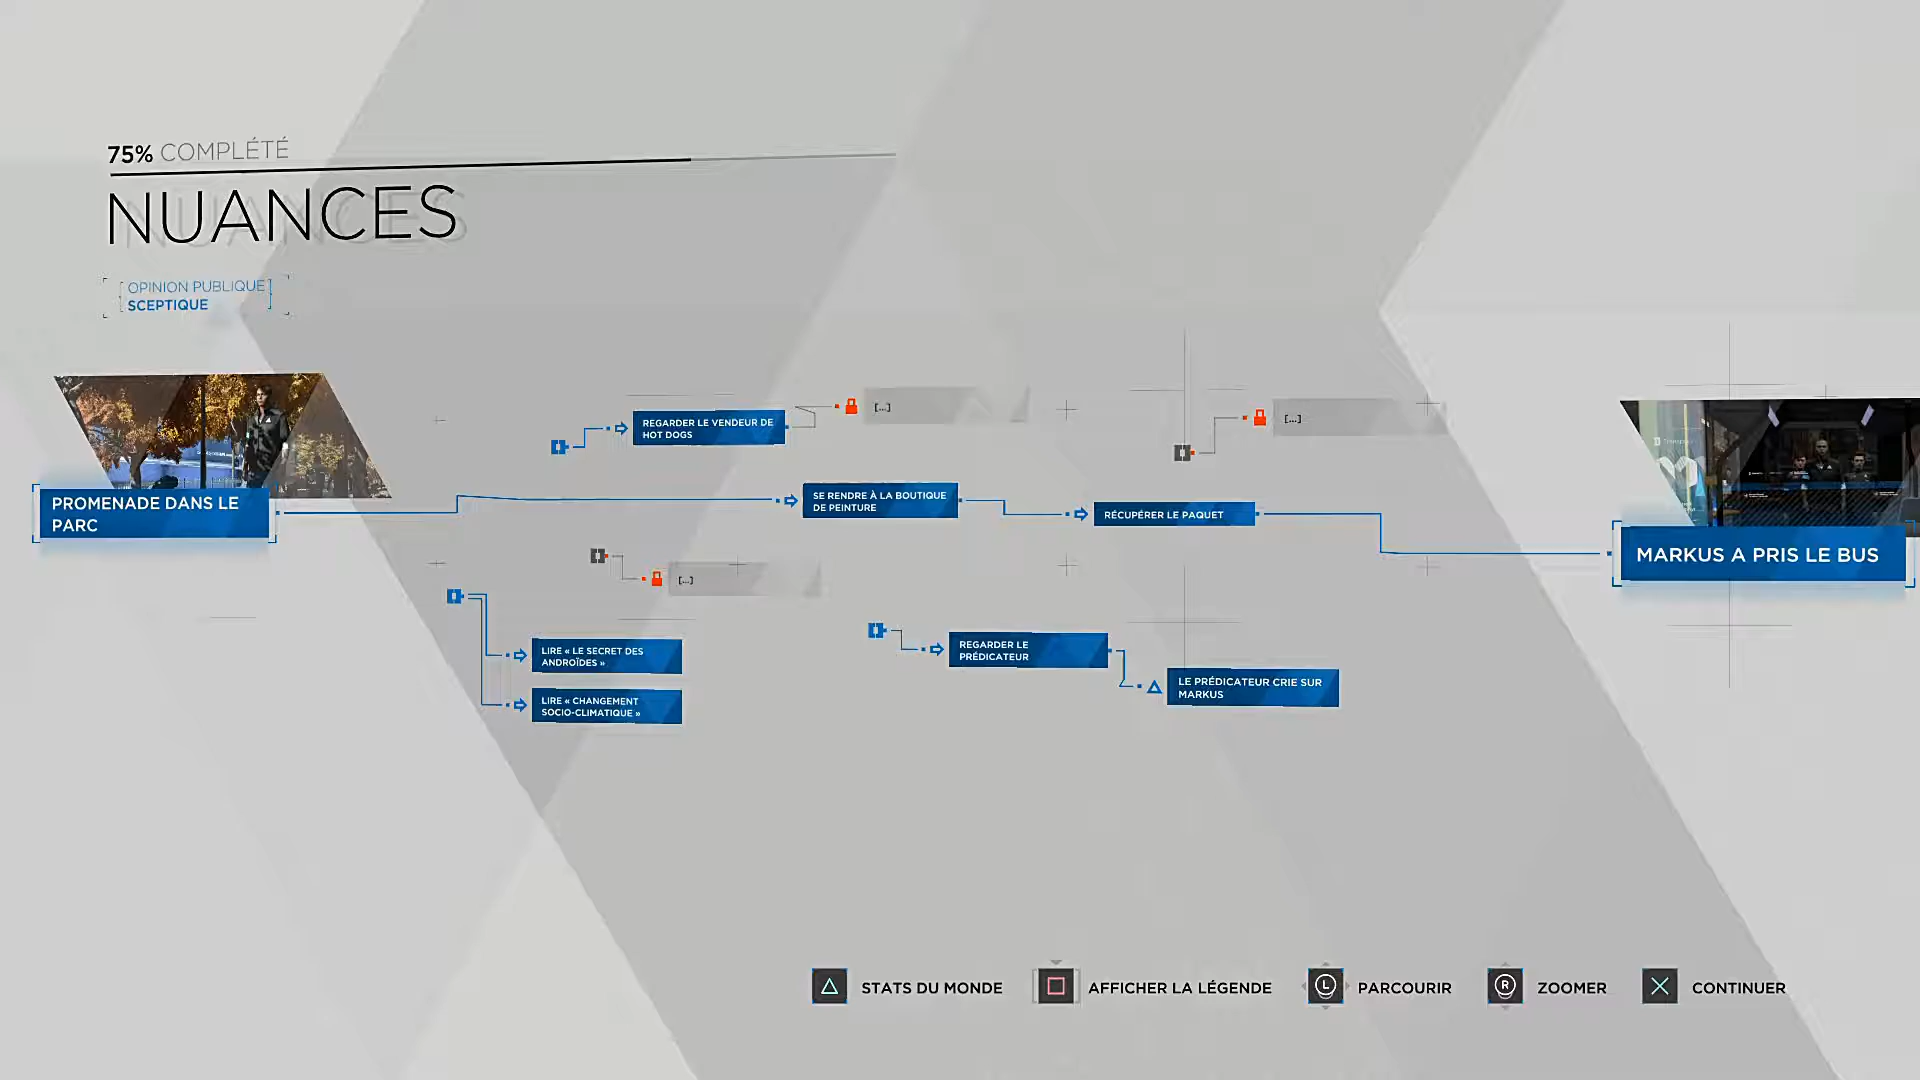 75% COMPLÉTÉ
NUANCES
OPINION PUBLIQUE
SCEPTIQUE
REGARDER LE VENDEUR DE
HOT DOGS
[...]
[...]
PROMENADE DANS LE
PARC
SE RENDRE À LA BOUTIQUE
DE PEINTURE
RÉCUPÉRER LE PAQUET
MARKUS A PRIS LE BUS
[...]
LIRE « LE SECRET DES
ANDROÏDES »
LIRE « CHANGEMENT
SOCIO-CLIMATIQUE »
REGARDER LE
PRÉDICATEUR
LE PRÉDICATEUR CRIE SUR
MARKUS
STATS DU MONDE
AFFICHER LA LÉGENDE
L
PARCOURIR
R
ZOOMER
CONTINUER